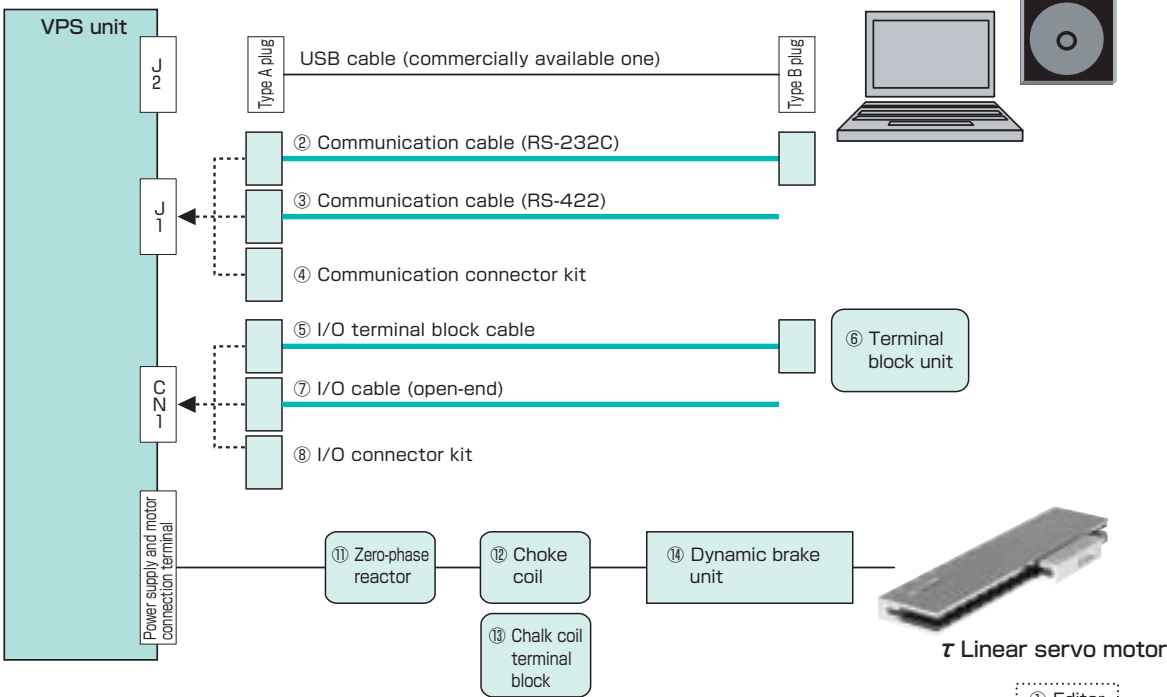 VPS unit
J2
Type A plug
USB cable (commercially available one)
Type B plug
② Communication cable (RS-232C)
J1
③ Communication cable (RS-422)
④ Communication connector kit
⑤ I/O terminal block cable
⑥ Terminal
block unit
CN1
⑦ I/O cable (open-end)
⑧ I/O connector kit
Power supply and motor
connection terminal
⑪ Zero-phase
reactor
⑫ Choke
coil
⑭ Dynamic brake
unit
⑬ Chalk coil
terminal
block
τ Linear servo motor
① Editor